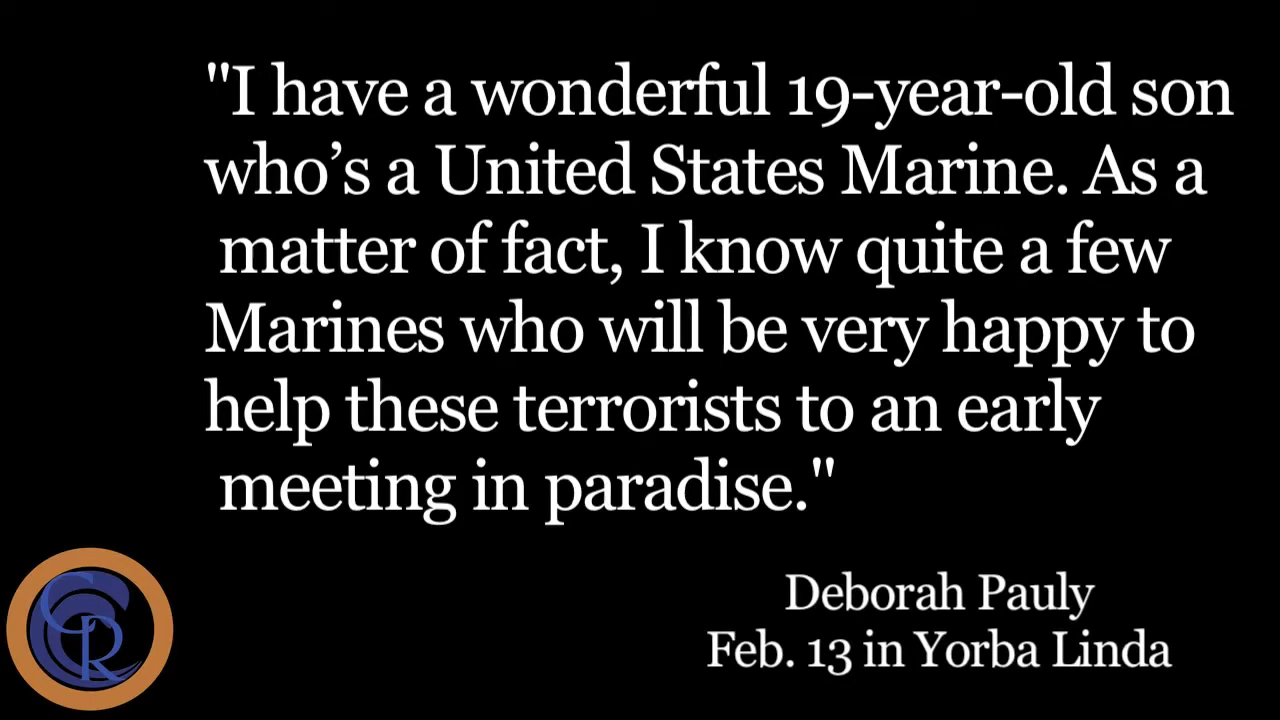 "I have a wonderful 19-year-old son
who’s a United States Marine. As a
matter of fact, I know quite a few
Marines who will be very happy to
help these terrorists to an early
meeting in paradise."
Deborah Pauly
Feb. 13 in Yorba Linda
CR